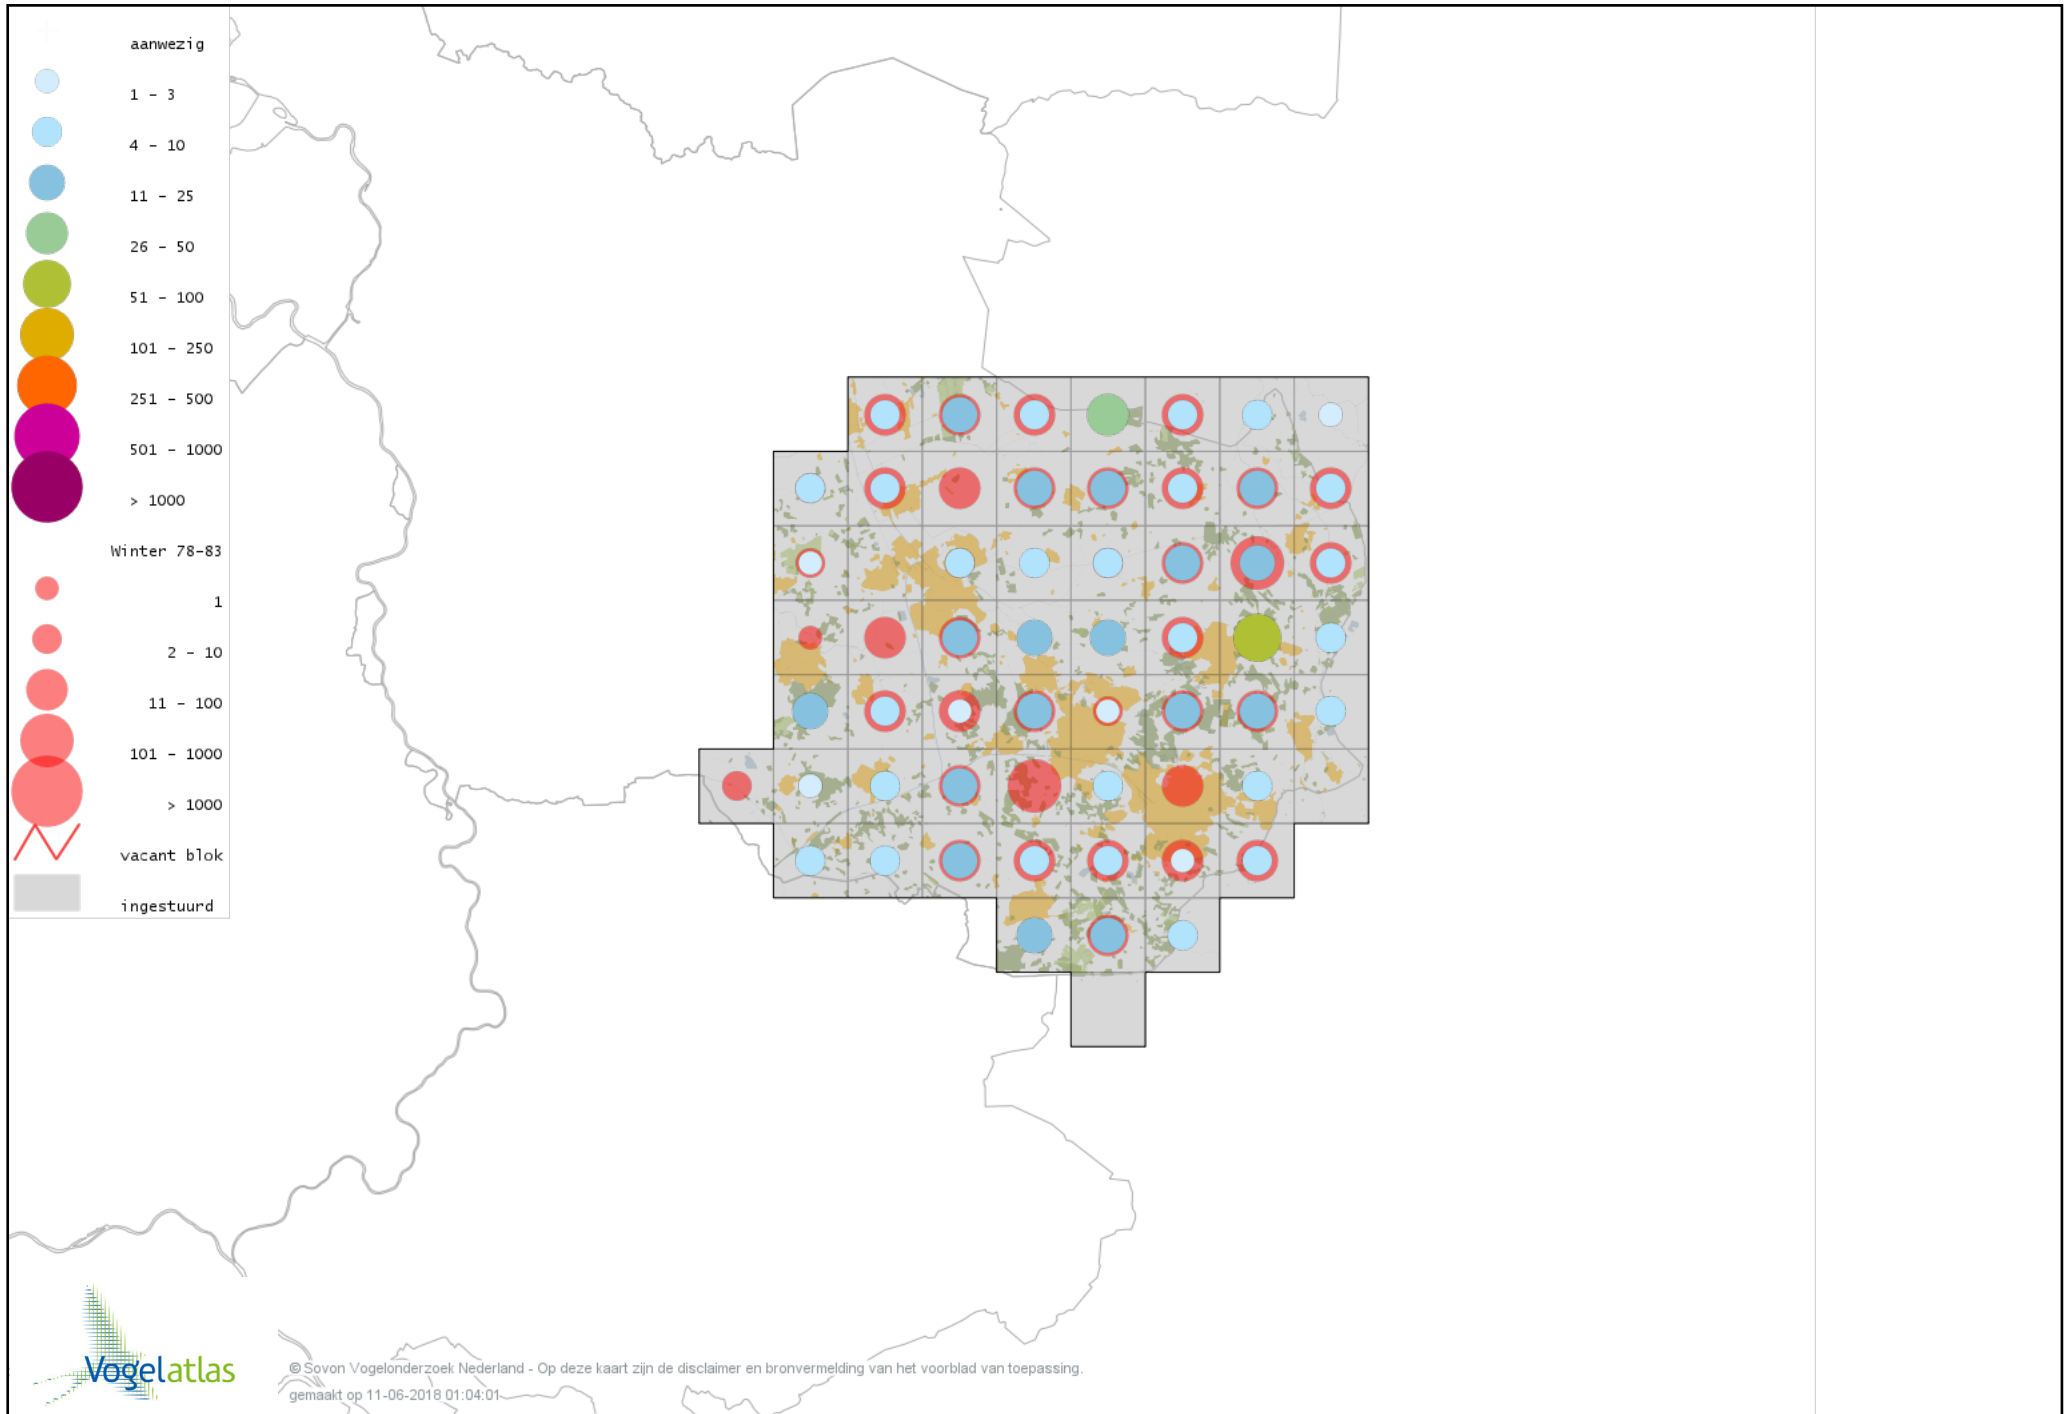 aanwezig
1 - 3
4 - 10
11 - 25
26 - 50
51 - 100
101 - 250
251 - 500
501 - 1000
> 1000
Winter 78-83
1
2 - 10
11 - 100
101 - 1000
> 1000
vacant blok
ingestuurd
Vogelatlas
© Sovon Vogelonderzoek Nederland - Op deze kaart zijn de disclaimer en bronvermelding van het voorblad van toepassing.
gemaakt op 11-06-2018 01:04:01